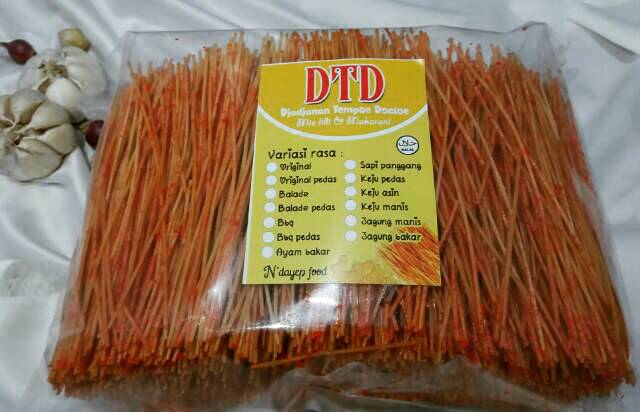 DTD
Djadjanan Tempoe Doeloe
Mie lidi & Makaroni
HALAL
Variasi rasa :
Original
Original pedas
Balado
Balado pedas
Bbq
Bbq pedas
Ayam bakar
Sapi panggang
Keju pedas
Keju asin
Keju manis
Jagung manis
Jagung bakar
N'dayep food